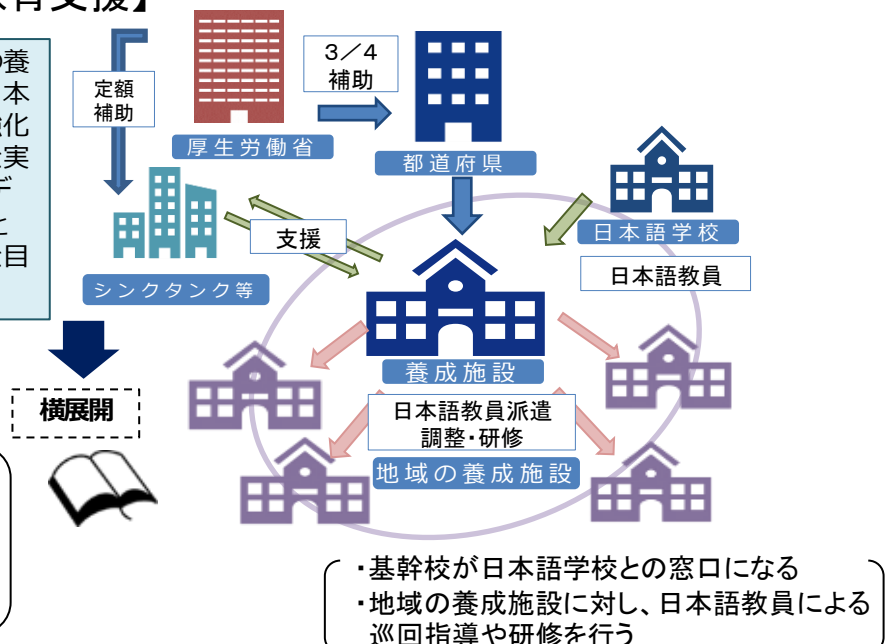 育支援】
養
本
強化
実
デ
と
目
定額
補助
厚生労働省
3/4
補助
都道府県
日本語学校
日本語教員
支援
シンクタンク等
養成施設
日本語教員派遣
調整・研修
地域の養成施設
横展開
・基幹校が日本語学校との窓口になる
・地域の養成施設に対し、日本語教員による
巡回指導や研修を行う